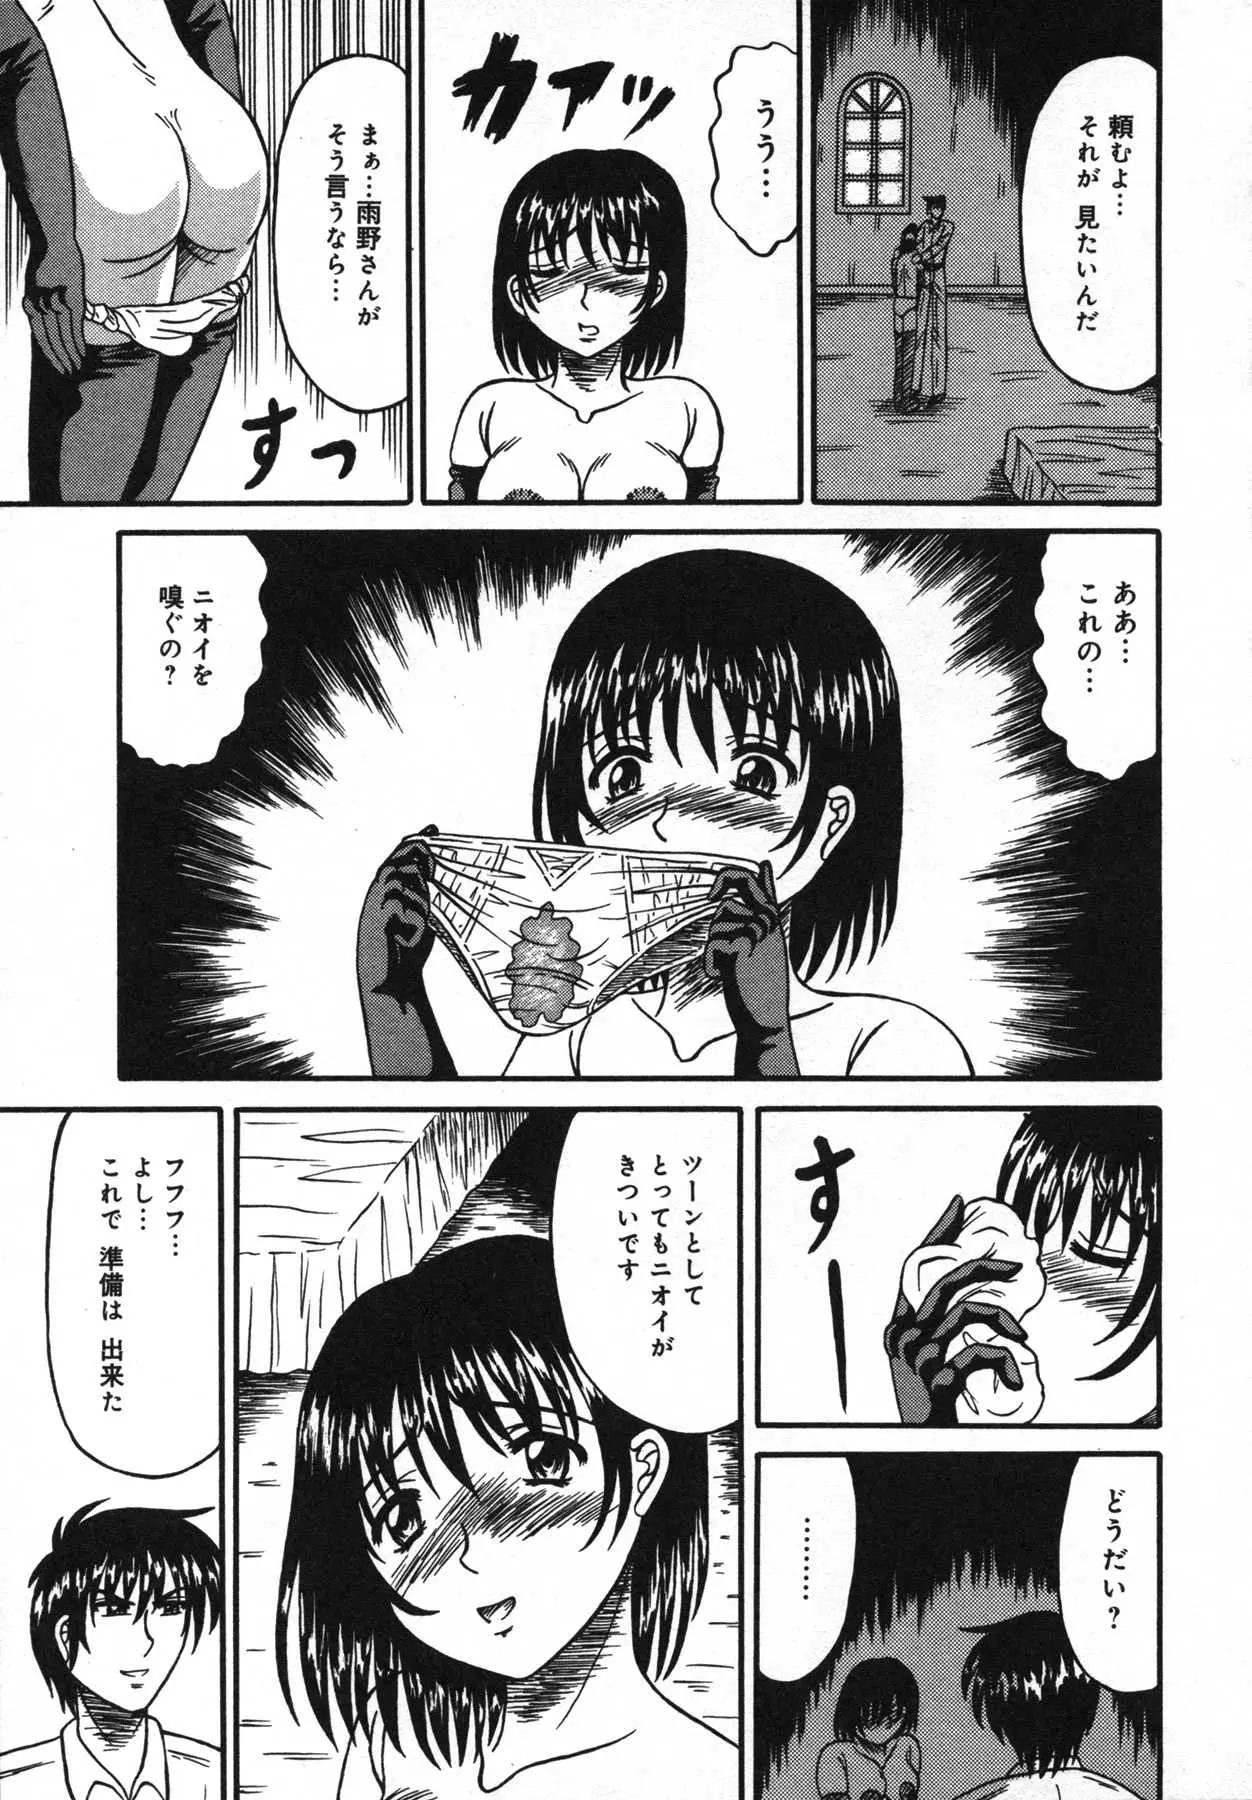 頼むよ…
それが 見たいんだ
うう…
カアッ
まぁ…雨野さんが
そう言うなら…
すっ
ああ…
これの…
ニオイを
嗅ぐの？
すー
どうだい？
………
ツーンとして
とってもニオイが
きついです
フフフ…
よし…
これで 準備は 出来た